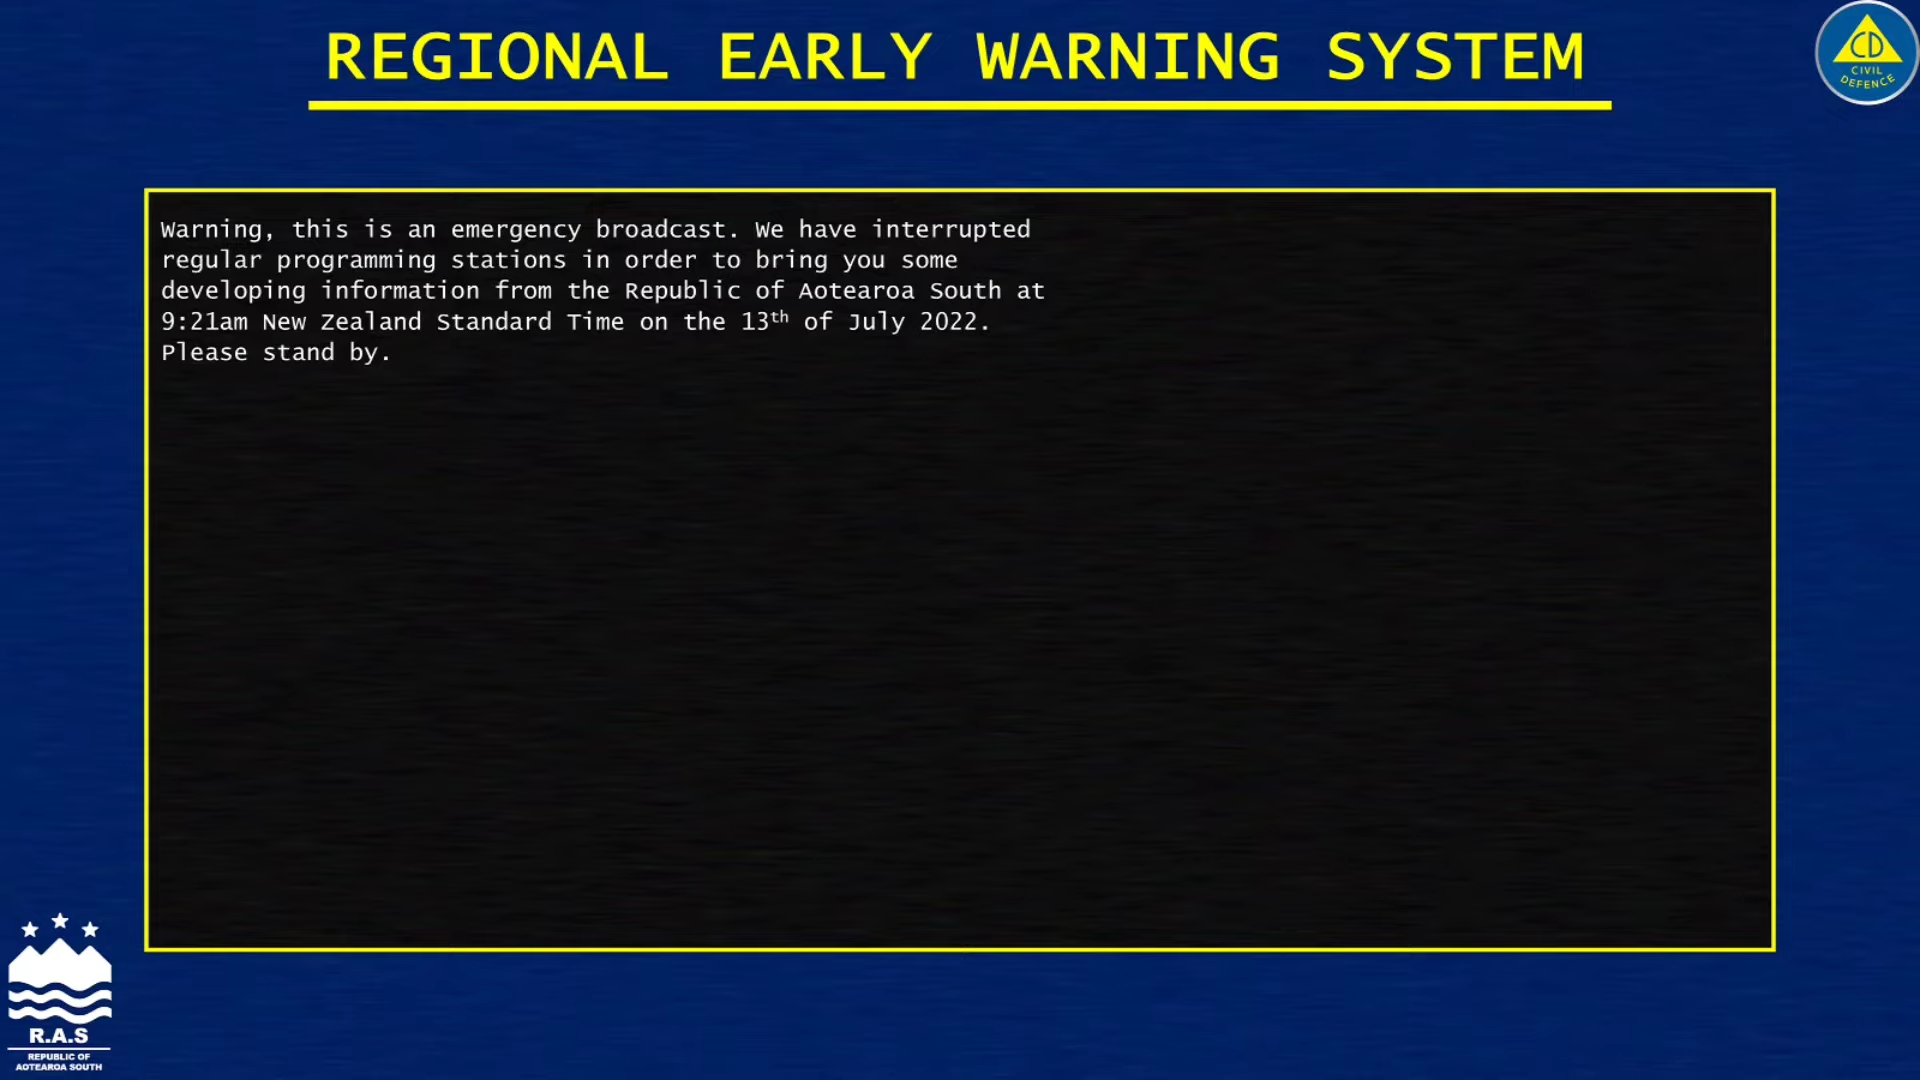 REGIONAL EARLY WARNING SYSTEM
CD
CIVIL
DEFENCE
Warning, this is an emergency broadcast. We have interrupted
regular programming stations in order to bring you some
developing information from the Republic of Aotearoa South at
9:21am New Zealand Standard Time on the 13th of July 2022.
Please stand by.
R.A.S
REPUBLIC OF
AOTEAROA SOUTH